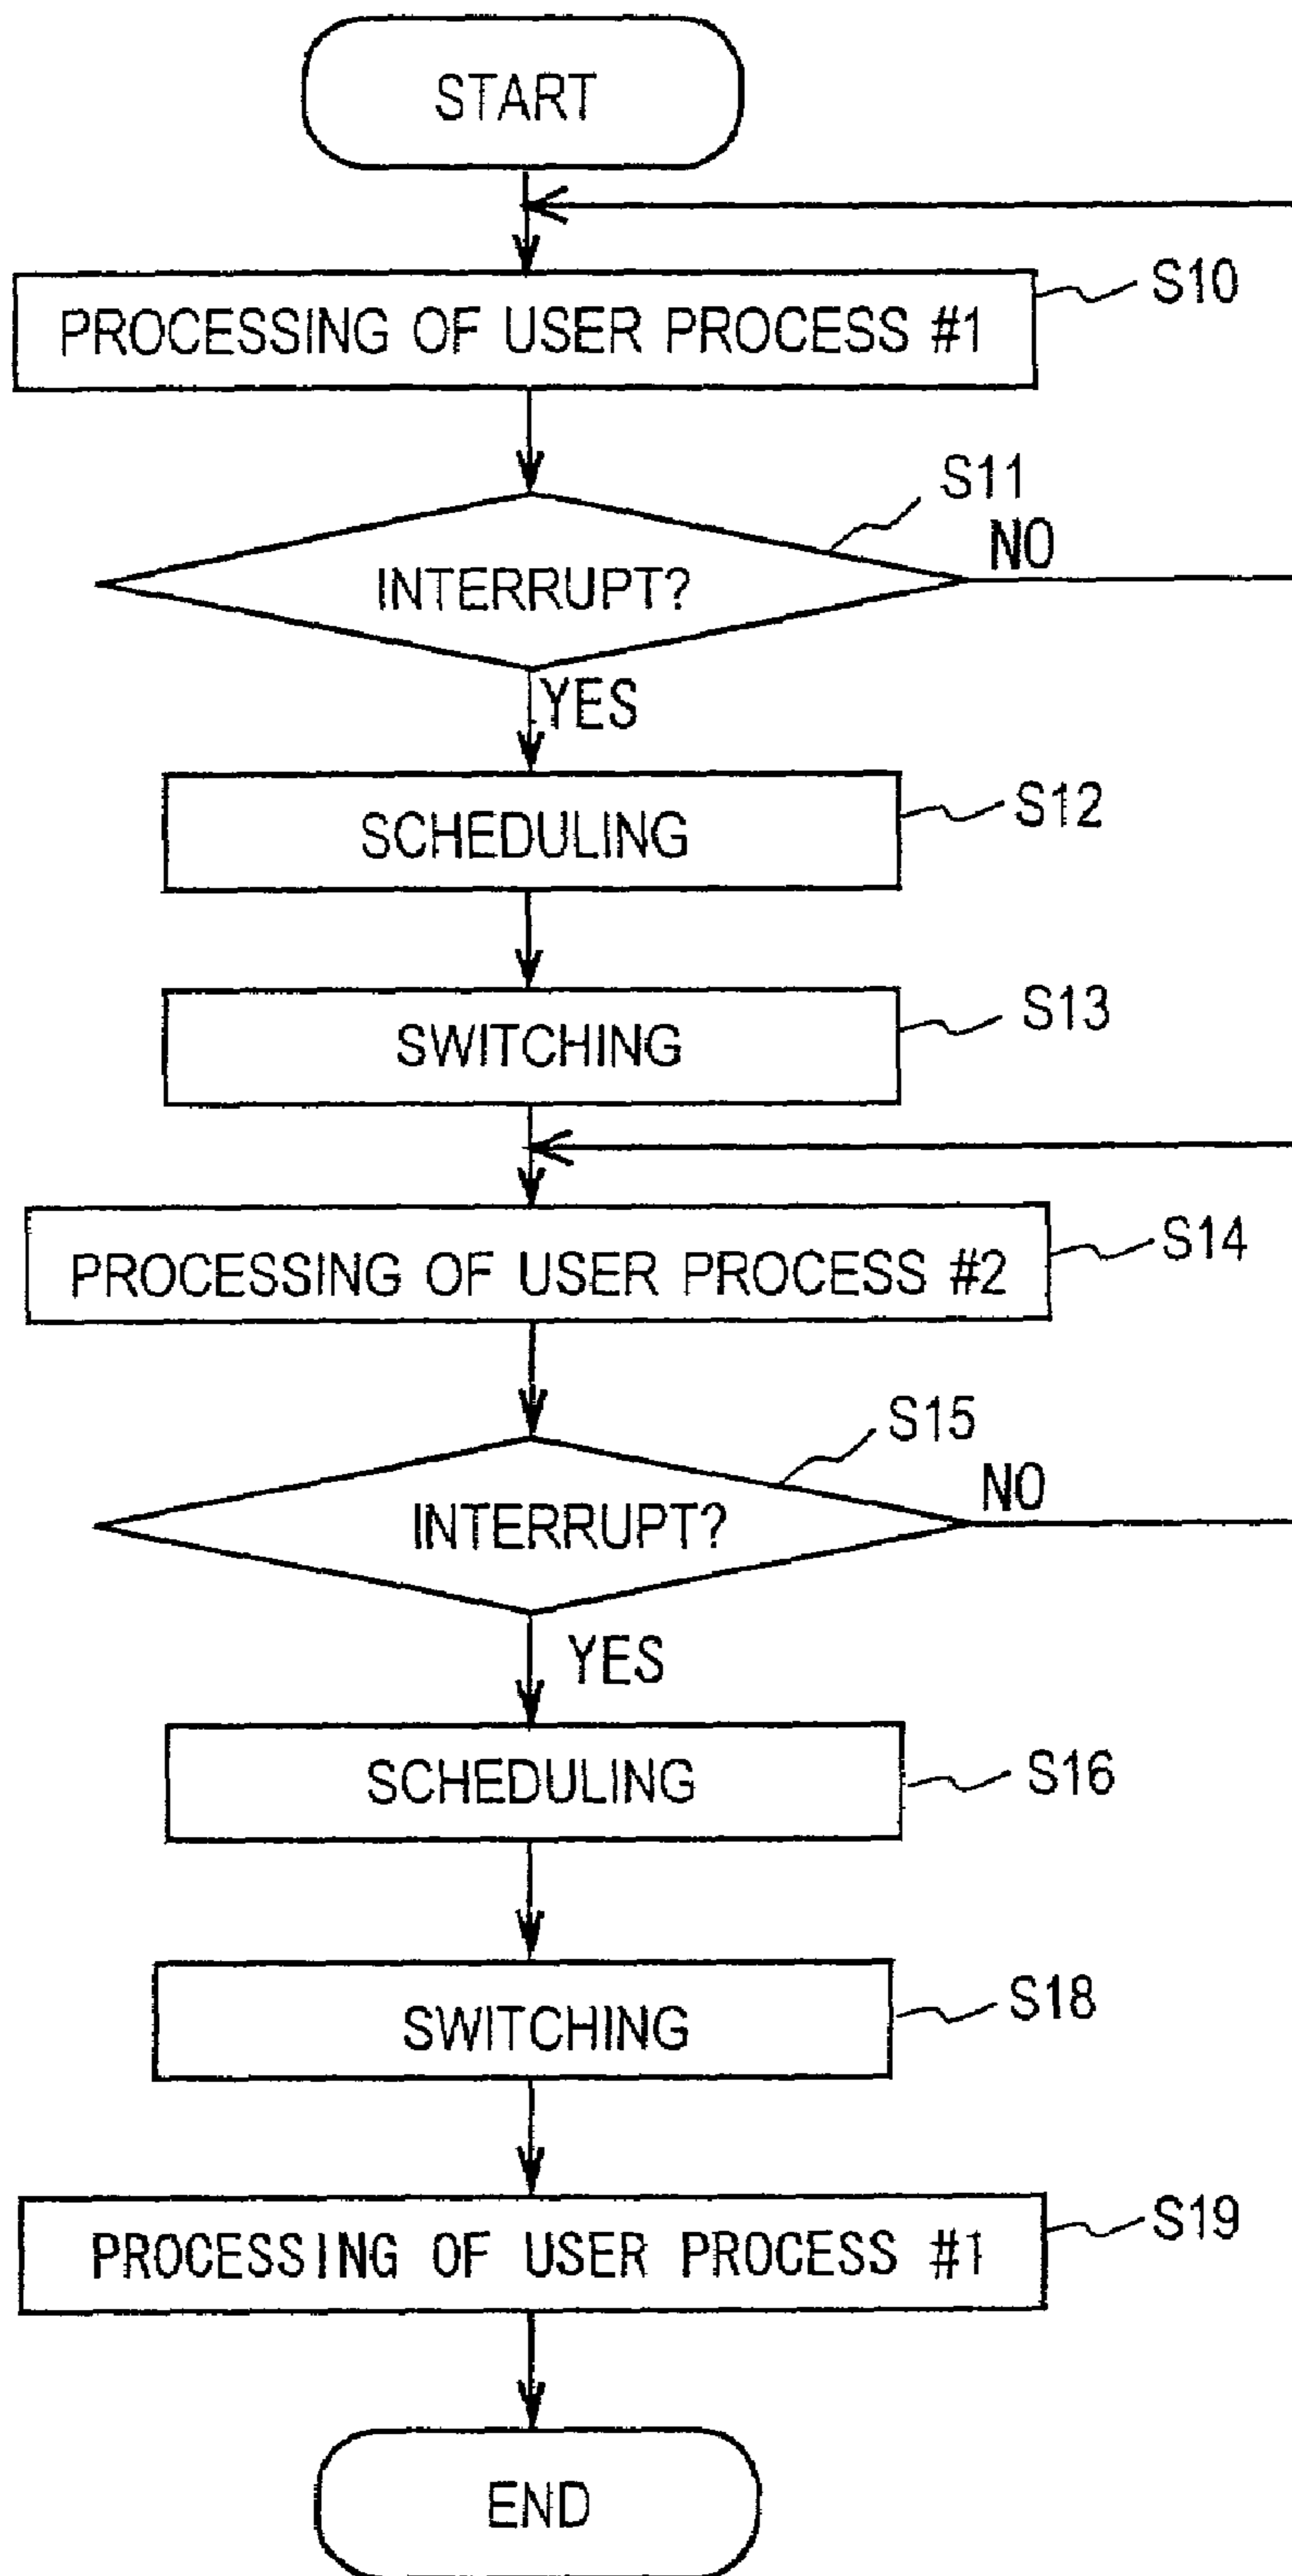 START
PROCESSING OF USER PROCESS #1
S10
INTERRUPT?
S11
NO
YES
SCHEDULING
S12
SWITCHING
S13
PROCESSING OF USER PROCESS #2
S14
INTERRUPT?
S15
NO
YES
SCHEDULING
S16
SWITCHING
S18
PROCESSING OF USER PROCESS #1
S19
END